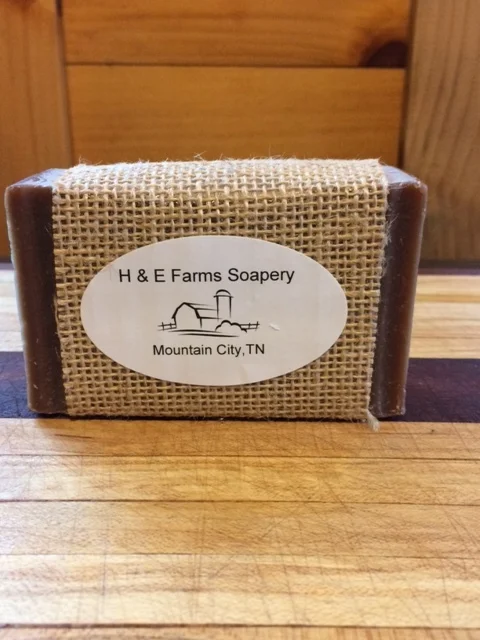 H & E Farms Soapery
Mountain City,TN